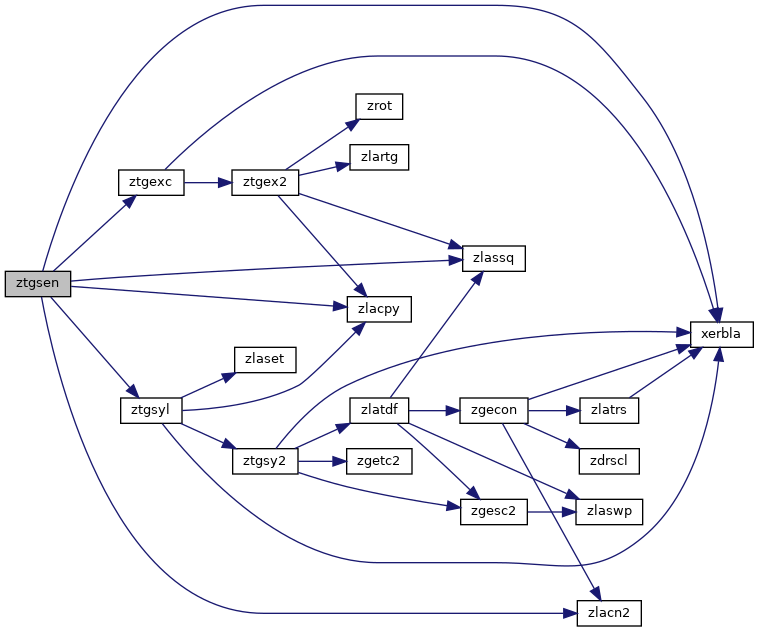 zrot
zlartg
ztgexc
ztgex2
zlassq
ztgsen
zlacpy
xerbla
zlaset
ztgsyl
zlatdf
zgecon
zlatrs
ztgsy2
zgetc2
zdrscl
zgesc2
zlaswp
zlacn2